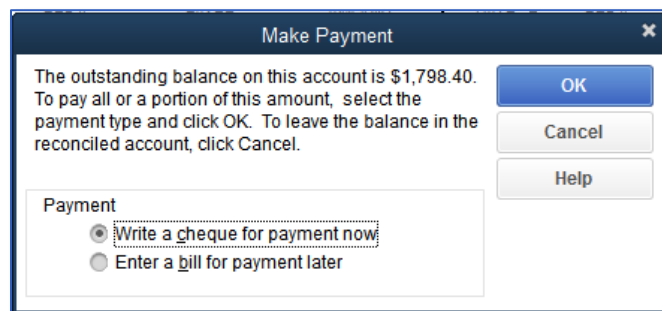 Make Payment
The outstanding balance on this account is $1,798.40.
To pay all or a portion of this amount, select the
payment type and click OK. To leave the balance in the
reconciled account, click Cancel.
OK
Cancel
Help
Payment
Write a cheque for payment now
Enter a bill for payment later